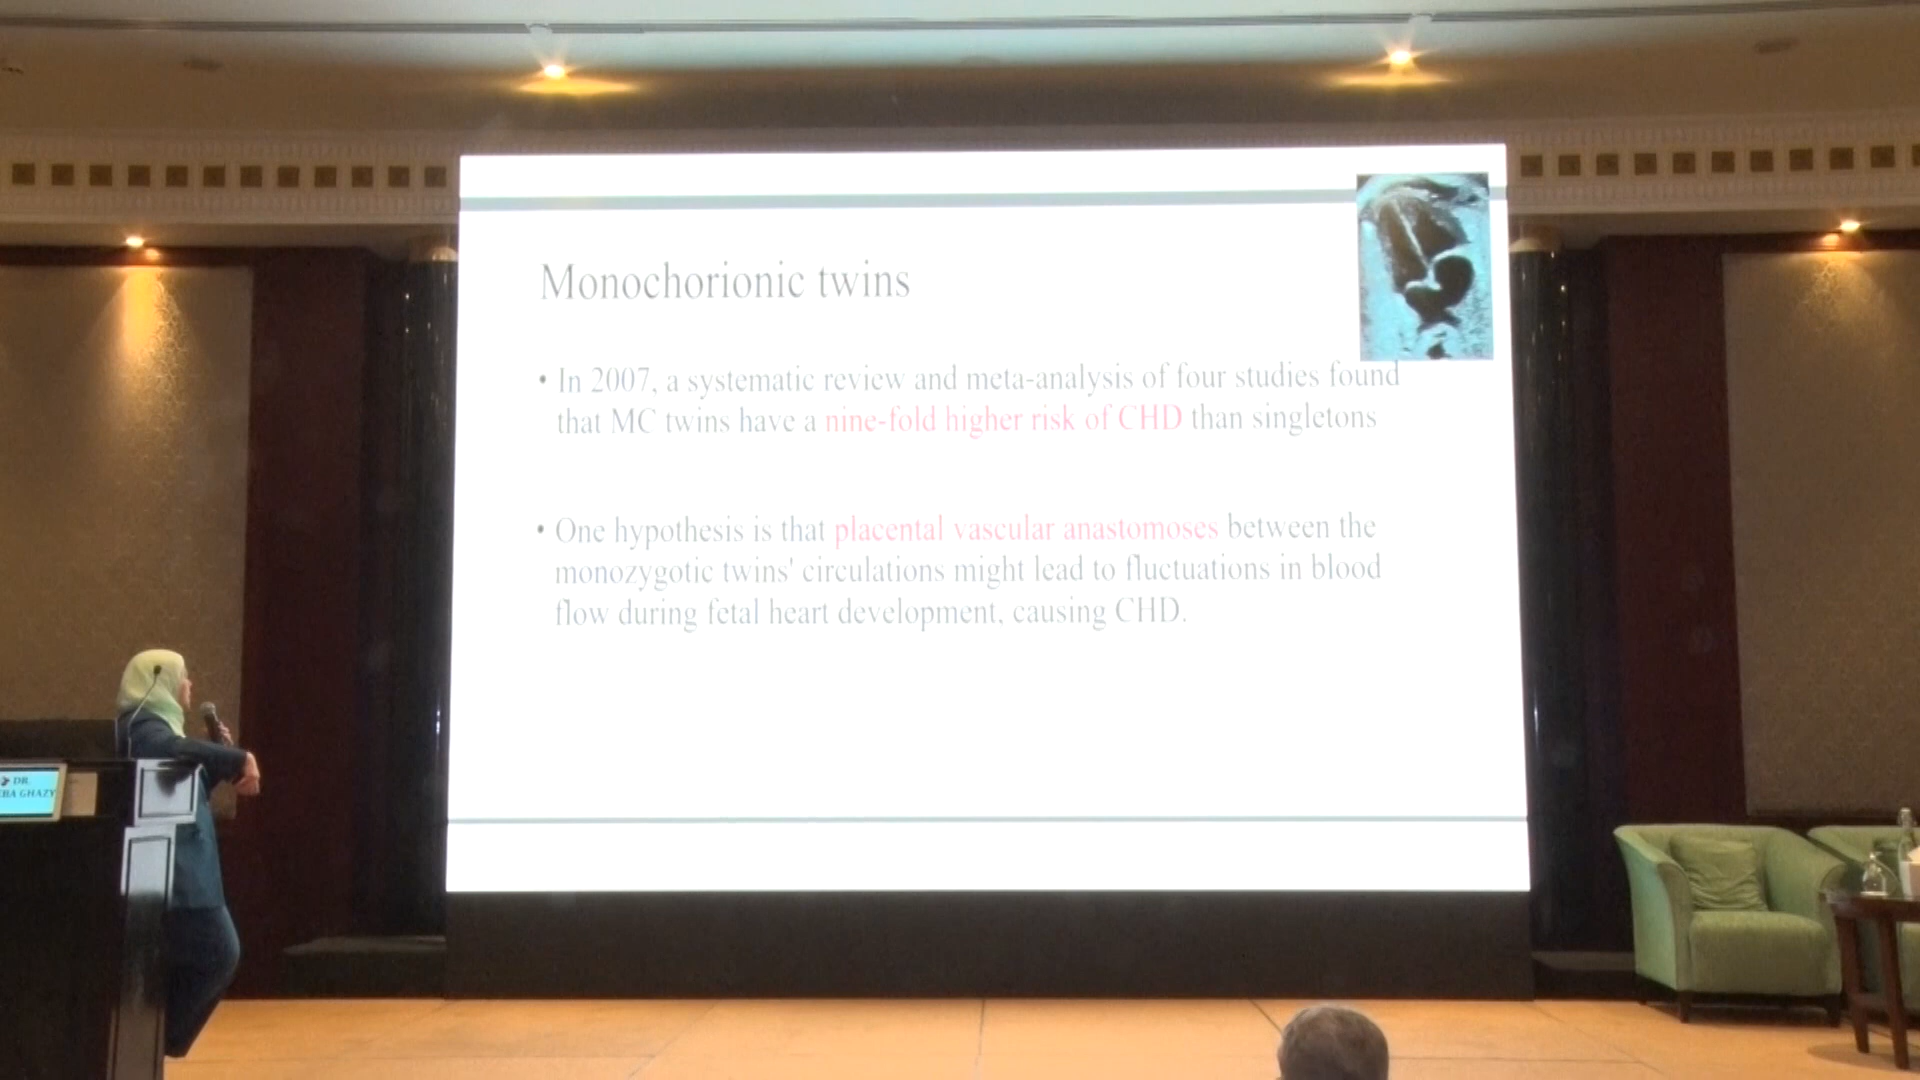 Monochorionic twins
• In 2007, a systematic review and meta-analysis of four studies found
that MC twins have a nine-fold higher risk of CHD than singletons
• One hypothesis is that placental vascular anastomoses between the
monozygotic twins' circulations might lead to fluctuations in blood
flow during fetal heart development, causing CHD.
DR.
EBA GHAZY